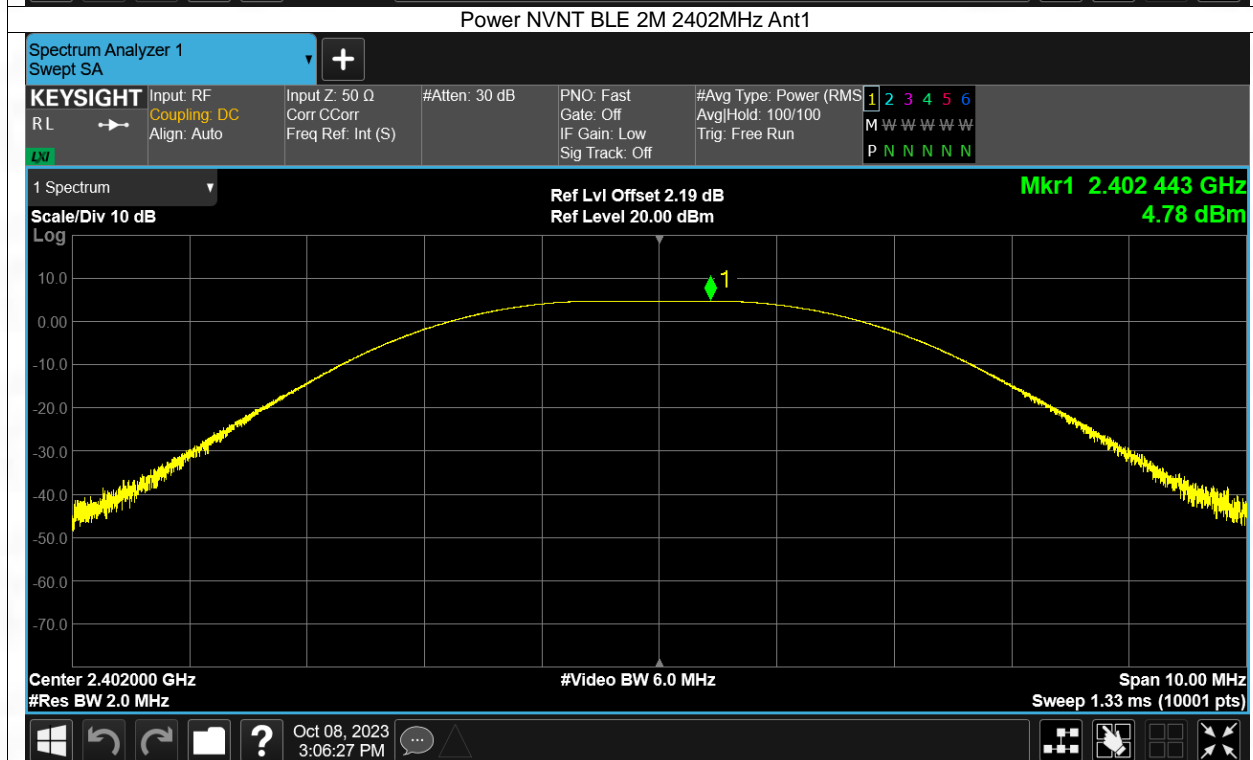 Power NVNT BLE 2M 2402MHz Ant1
Spectrum Analyzer 1
Swept SA
KEYSIGHT
RL
LXI
Input: RF
Coupling: DC
Align: Auto
Input Z: 50 Ω
Corr CCorr
Freq Ref: Int (S)
#Atten: 30 dB
PNO: Fast
Gate: Off
IF Gain: Low
Sig Track: Off
#Avg Type: Power (RMS
Avg|Hold: 100/100
Trig: Free Run
1 2 3 4 5 6
M W W W W W W
P N N N N N N
1 Spectrum
Scale/Div 10 dB
Log
Ref Lvl Offset 2.19 dB
Ref Level 20.00 dBm
Mkr1 2.402 443 GHz
4.78 dBm
1
10.0
0.00
-10.0
-20.0
-30.0
-40.0
-50.0
-60.0
-70.0
Center 2.402000 GHz
#Res BW 2.0 MHz
#Video BW 6.0 MHz
Span 10.00 MHz
Sweep 1.33 ms (10001 pts)
?
Oct 08, 2023
3:06:27 PM